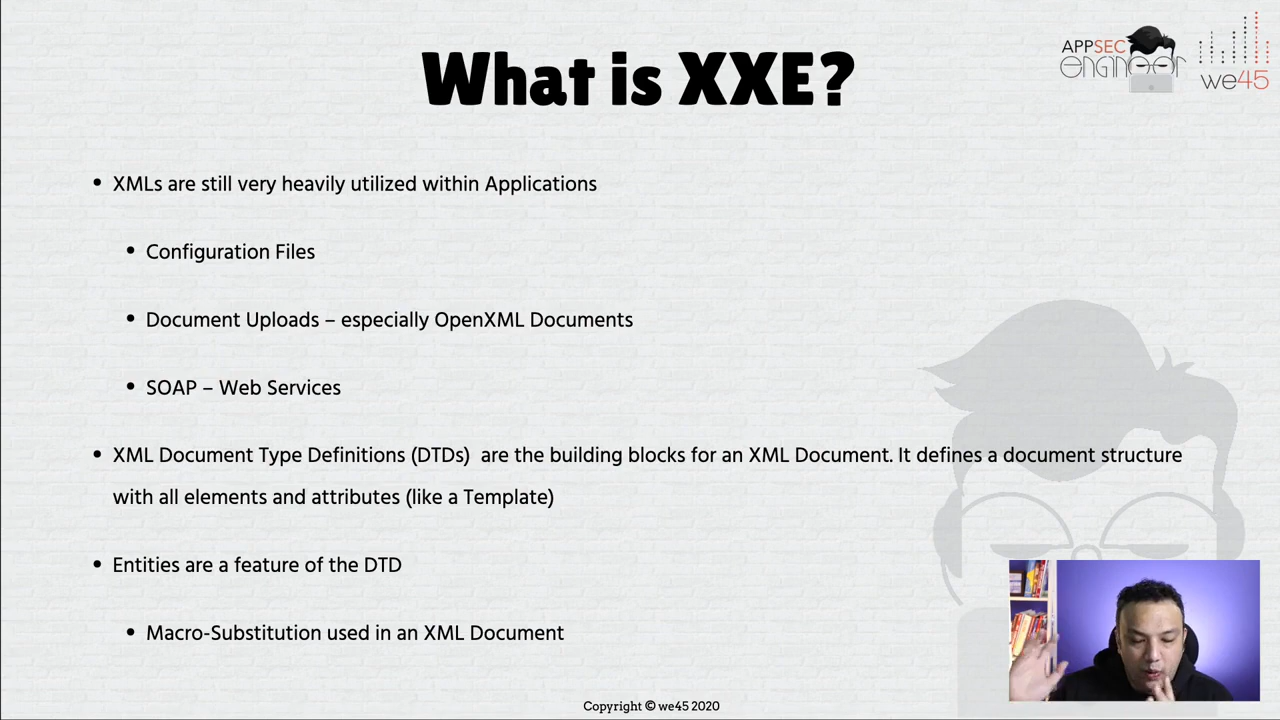 What is XXE?
APPSEC
engineer
we45
• XMLs are still very heavily utilized within Applications
• Configuration Files
• Document Uploads – especially OpenXML Documents
• SOAP – Web Services
• XML Document Type Definitions (DTDs) are the building blocks for an XML Document. It defines a document structure
with all elements and attributes (like a Template)
• Entities are a feature of the DTD
• Macro-Substitution used in an XML Document
Copyright © we45 2020